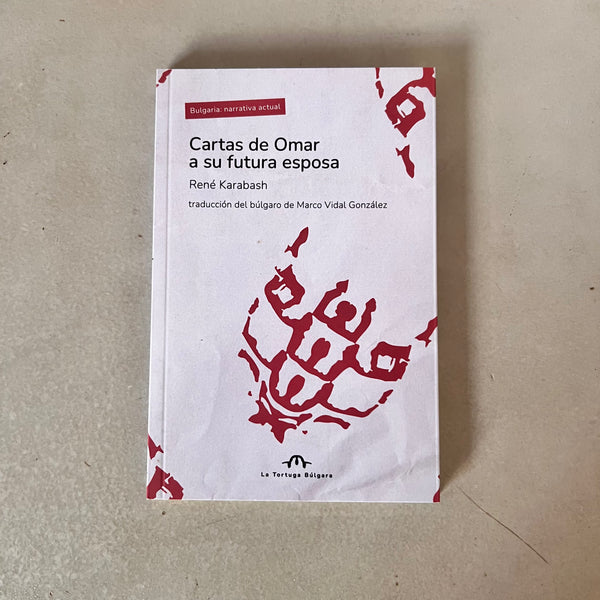 Bulgaria: narrativa actual
Cartas de Omar
a su futura esposa
René Karabash
traducción del búlgaro de Marco Vidal González
La Tortuga Búlgara